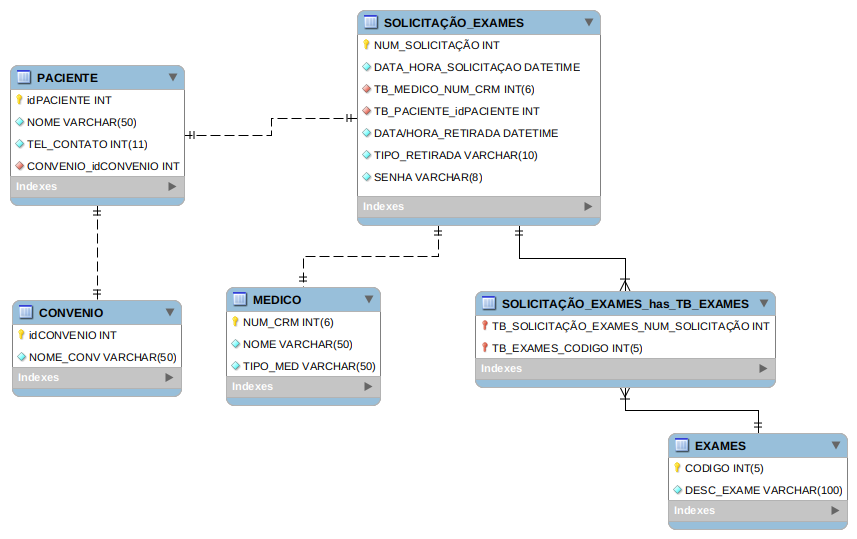 SOLICITAÇÃO_EXAMES
NUM_SOLICITAÇÃO INT
DATA_HORA_SOLICITAÇAO DATETIME
TB_MEDICO_NUM_CRM INT(6)
TB_PACIENTE_idPACIENTE INT
DATA/HORA_RETIRADA DATETIME
TIPO_RETIRADA VARCHAR(10)
SENHA VARCHAR(8)
Indexes
PACIENTE
idPACIENTE INT
NOME VARCHAR(50)
TEL_CONTATO INT(11)
CONVENIO_idCONVENIO INT
Indexes
CONVENIO
idCONVENIO INT
NOME_CONV VARCHAR(50)
Indexes
MEDICO
NUM_CRM INT(6)
NOME VARCHAR(50)
TIPO_MED VARCHAR(50)
Indexes
SOLICITAÇÃO_EXAMES_has_TB_EXAMES
TB_SOLICITAÇÃO_EXAMES_NUM_SOLICITAÇÃO INT
TB_EXAMES_CODIGO INT(5)
Indexes
EXAMES
CODIGO INT(5)
DESC_EXAME VARCHAR(100)
Indexes